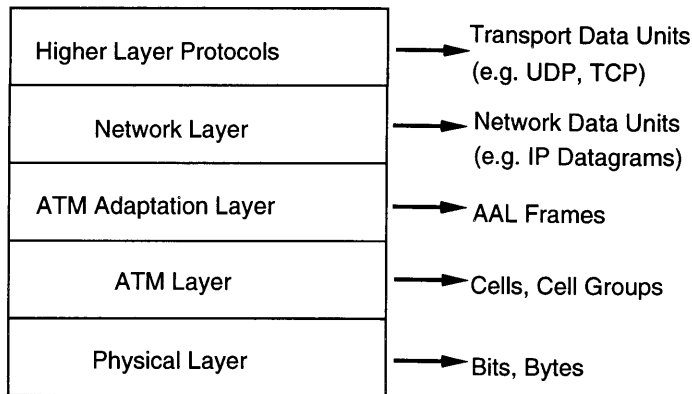 Higher Layer Protocols
Transport Data Units
(e.g. UDP, TCP)
Network Layer
Network Data Units
(e.g. IP Datagrams)
ATM Adaptation Layer
AAL Frames
ATM Layer
Cells, Cell Groups
Physical Layer
Bits, Bytes